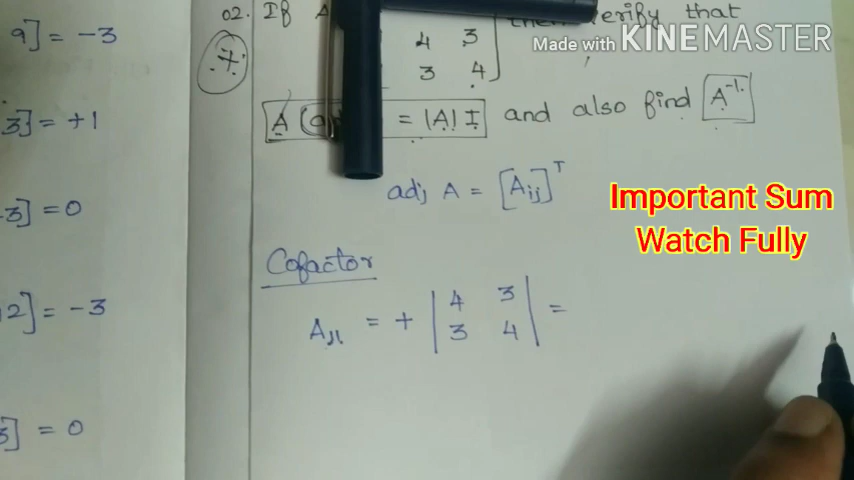 02. If A then verify that
9] = -3
4 3
Made with KINEMASTER
7
3 4
3] = +1
A (a = |A| I and also find A⁻¹.
adj A = [Aij]ᵀ
Important Sum
-3] = 0
Watch Fully
Cofactor
2] = -3
A₁₁ = + | 4 3 | =
3 4
3] = 0